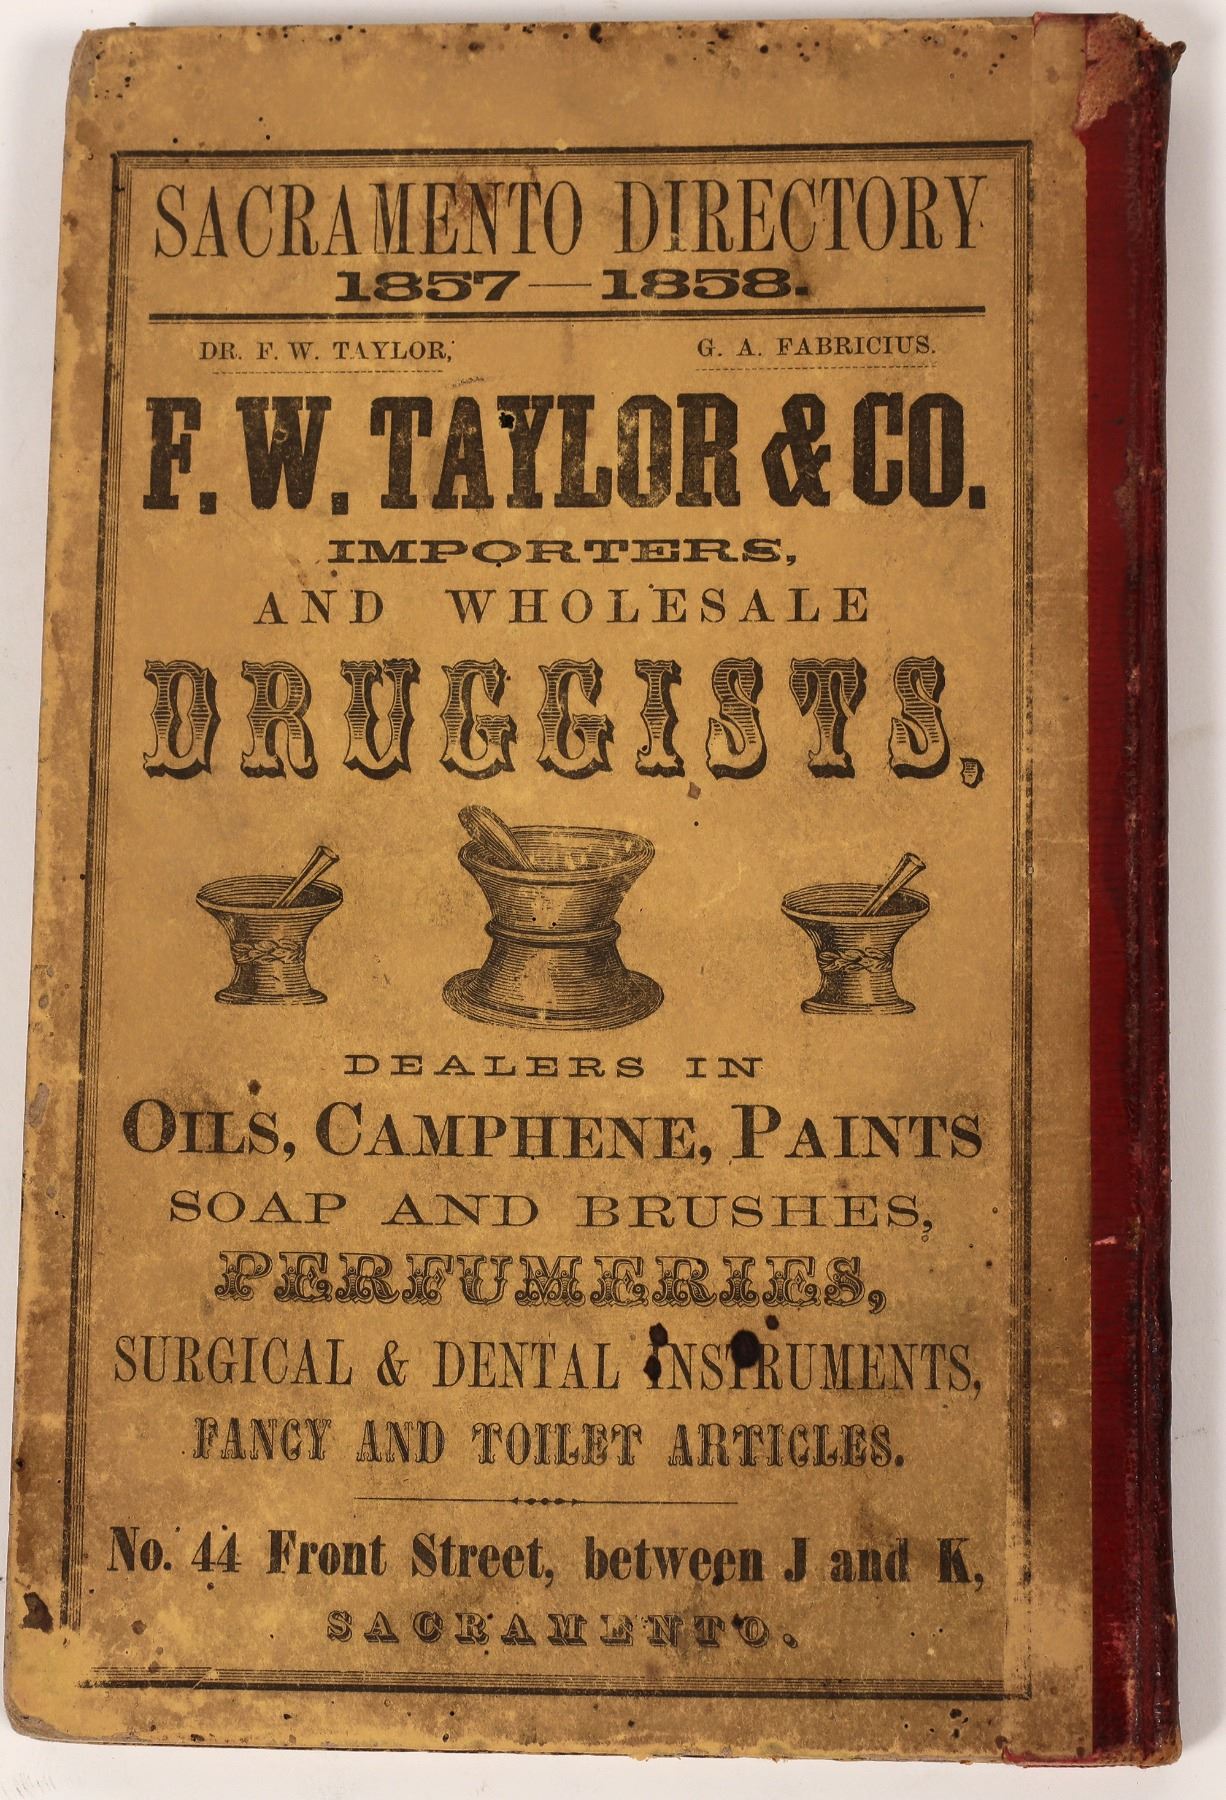 SACRAMENTO DIRECTORY
1857—1858.
DR. F. W. TAYLOR, G. A. FABRICIUS.
F. W. TAYLOR & CO.
IMPORTERS,
AND WHOLESALE
DRUGGISTS,
DEALERS IN
OILS, CAMPHENE, PAINTS
SOAP AND BRUSHES,
PERFUMERIES,
SURGICAL & DENTAL INSTRUMENTS,
FANCY AND TOILET ARTICLES.
No. 44 Front Street, between J and K,
SACRAMENTO.